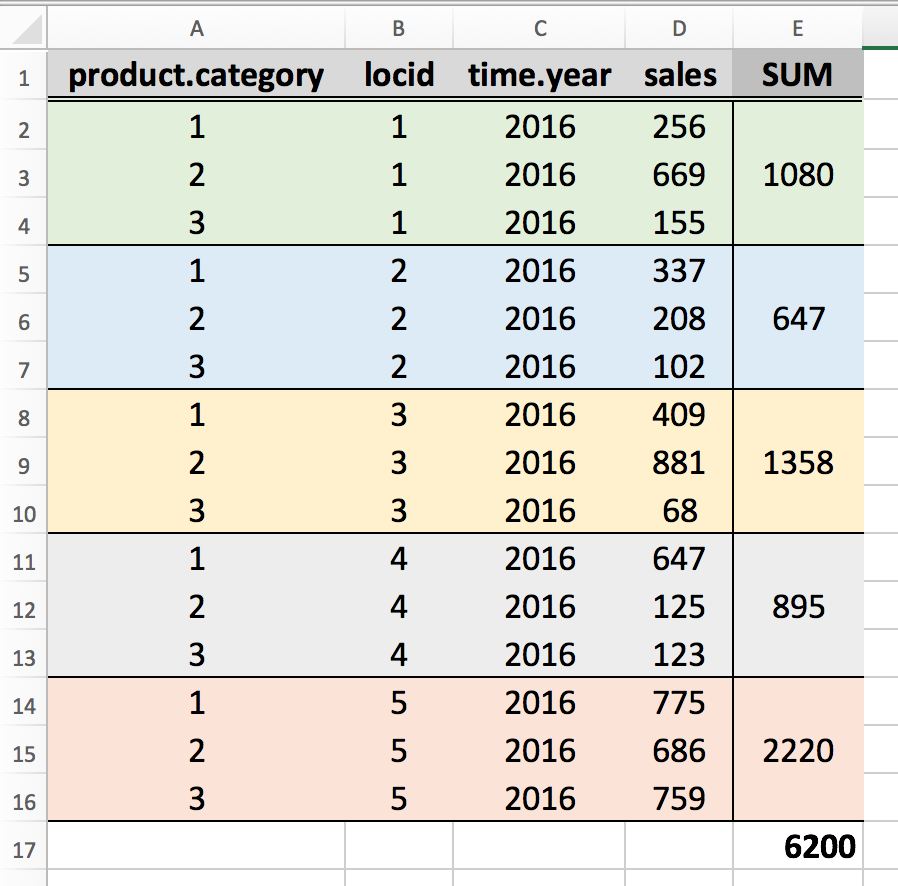 A B C D E
1 product.category locid time.year sales SUM
2 1 1 2016 256
3 2 1 2016 669 1080
4 3 1 2016 155
5 1 2 2016 337
6 2 2 2016 208 647
7 3 2 2016 102
8 1 3 2016 409
9 2 3 2016 881 1358
10 3 3 2016 68
11 1 4 2016 647
12 2 4 2016 125 895
13 3 4 2016 123
14 1 5 2016 775
15 2 5 2016 686 2220
16 3 5 2016 759
17 6200